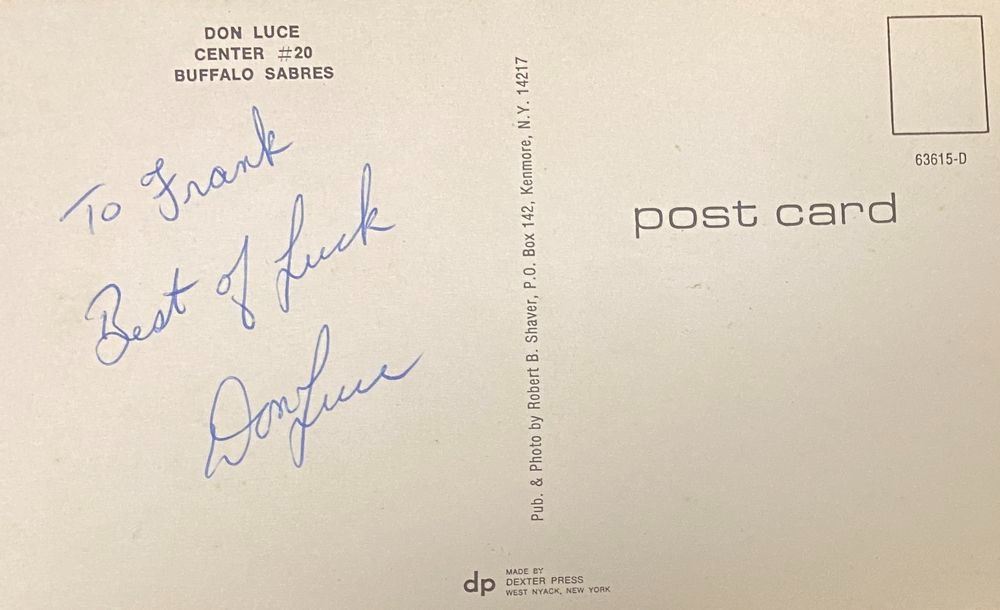 DON LUCE
CENTER #20
BUFFALO SABRES
To Frank
Best of Luck
Don Luce
Pub. & Photo by Robert B. Shaver, P.O. Box 142, Kenmore, N.Y. 14217
63615-D
post card
dp
MADE BY
DEXTER PRESS
WEST NYACK, NEW YORK